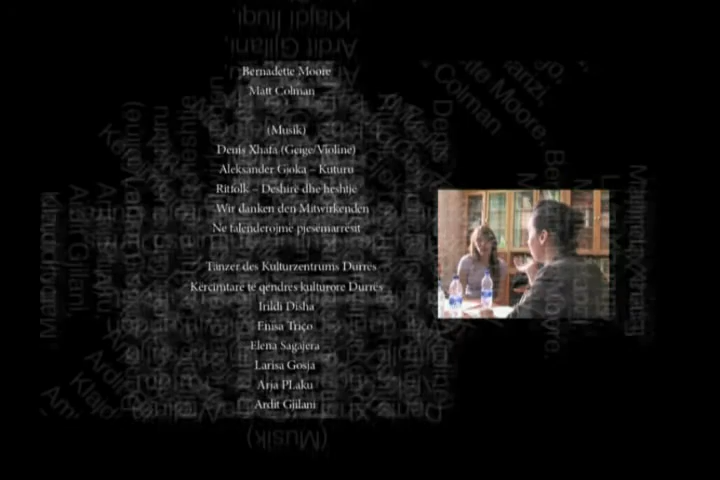 Bernadette Moore
Matt Colman
(Musik)
Denis Xhafa (Geige/Violinë)
Aleksander Gjoka – Kuturu
Ritfolk – Deshirë dhe heshtje
Wir danken den Mitwirkenden
Ne falenderojmë pjesëmarrësit
Tänzer des Kulturzentrums Durrës
Kërcimtarë të qendrës kulturore Durrës
Irildi Disha
Enisa Triço
Elena Sagajera
Larisa Gosja
Arja PLaku
Ardit Gjilani